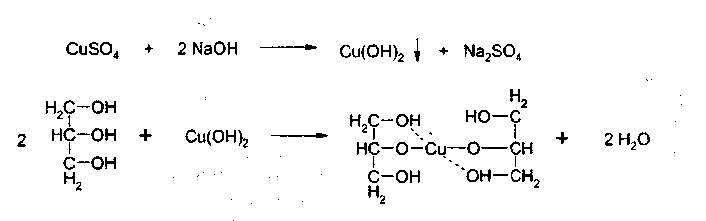 CuSO4 + 2 NaOH → Cu(OH)2 ↓ + Na2SO4
H2C–OH H2
H2C–OH HO–C
2 HC–OH + Cu(OH)2 → HC–O–Cu–O–CH + 2 H2O
C–OH C–OH OH–CH2
H2 H2